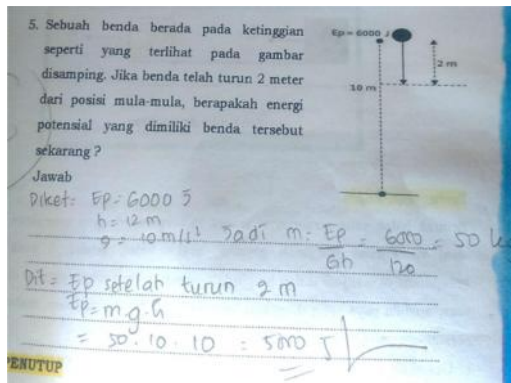 5. Sebuah benda berada pada ketinggian
seperti yang terlihat pada gambar
disamping. Jika benda telah turun 2 meter
dari posisi mula-mula, berapakah energi
potensial yang dimiliki benda tersebut
sekarang ?
Ep = 6000 J
2 m
10 m
Jawab
Diket: Ep = 6000 J
h = 12 m
g = 10 m/s² Jadi m = Ep/Gh = 6000/120 = 50
Dit = Ep setelah turun 2 m
Ep = m.g.h
= 50. 10. 10 = 5000 J
PENUTUP